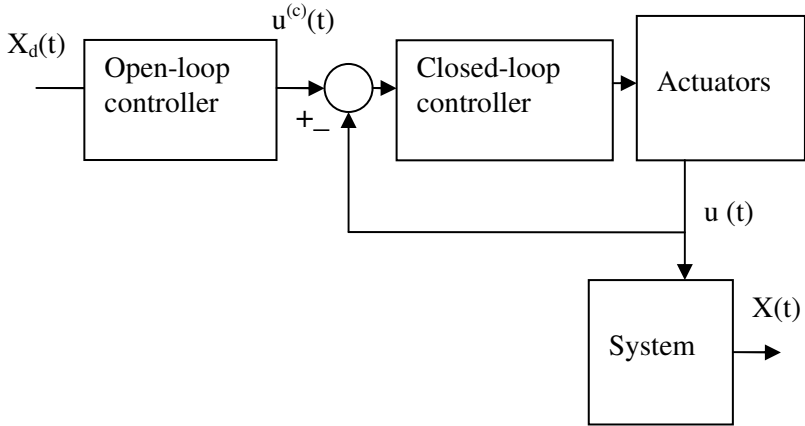 X_d(t)
u^(c)(t)
Open-loop
controller
+_
Closed-loop
controller
Actuators
u (t)
System
X(t)